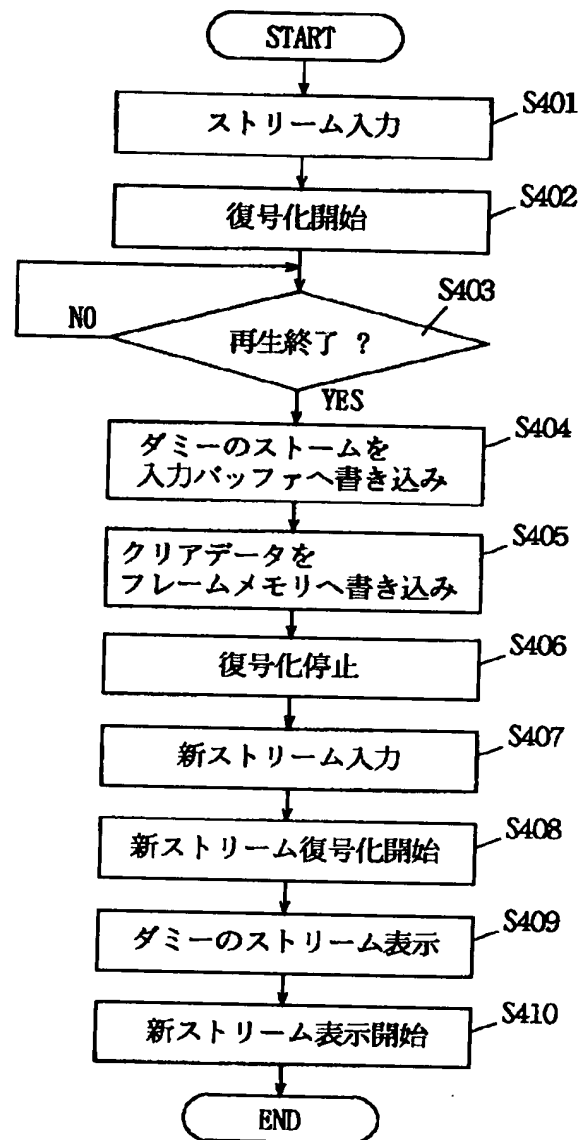 START
ストリーム入力
S401
復号化開始
S402
再生終了 ?
S403
NO
YES
ダミーのストームを
入力バッファへ書き込み
S404
クリアデータを
フレームメモリへ書き込み
S405
復号化停止
S406
新ストリーム入力
S407
新ストリーム復号化開始
S408
ダミーのストリーム表示
S409
新ストリーム表示開始
S410
END